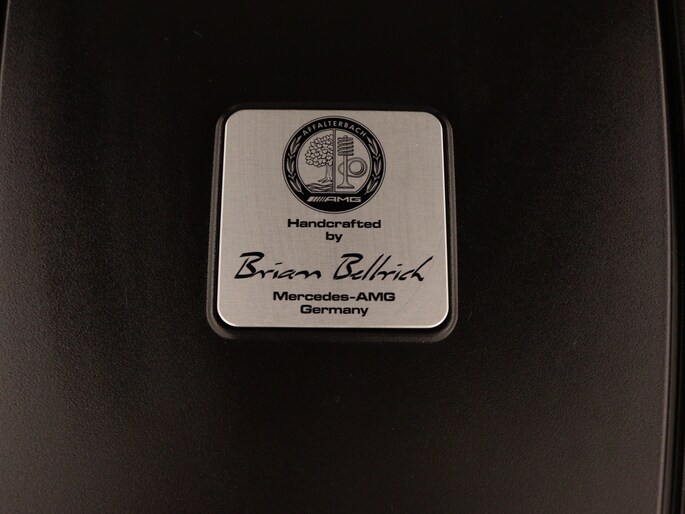 AFFALTERBACH
AMG
Handcrafted
by
Brian Bellrich
Mercedes-AMG
Germany